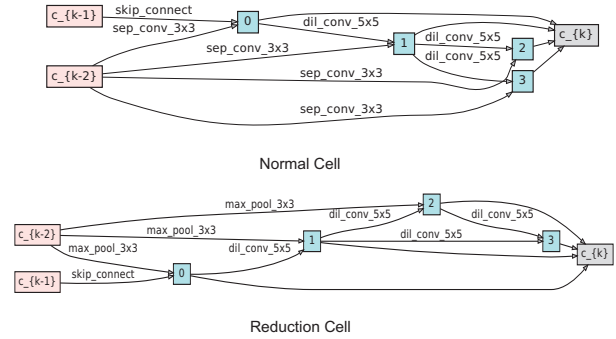 c_{k-1}
skip_connect
0
dil_conv_5x5
c_{k}
sep_conv_3x3
1
dil_conv_5x5
2
sep_conv_3x3
dil_conv_5x5
c_{k-2}
sep_conv_3x3
3
sep_conv_3x3
Normal Cell
max_pool_3x3
2
dil_conv_5x5
dil_conv_5x5
c_{k-2}
max_pool_3x3
1
dil_conv_5x5
3
max_pool_3x3
dil_conv_5x5
c_{k}
c_{k-1}
skip_connect
0
Reduction Cell